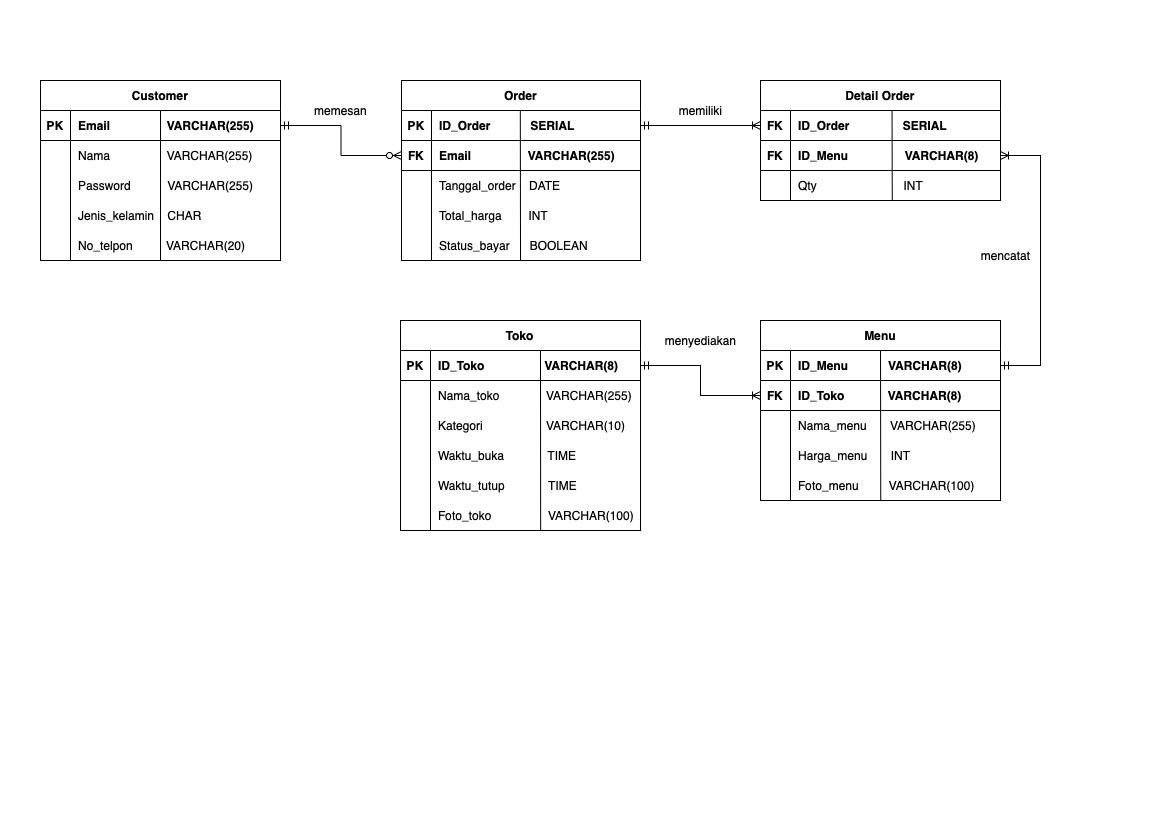 Customer
PK Email VARCHAR(255)
Nama VARCHAR(255)
Password VARCHAR(255)
Jenis_kelamin CHAR
No_telpon VARCHAR(20)
memesan
Order
PK ID_Order SERIAL
FK Email VARCHAR(255)
Tanggal_order DATE
Total_harga INT
Status_bayar BOOLEAN
memiliki
Detail Order
FK ID_Order SERIAL
FK ID_Menu VARCHAR(8)
Qty INT
mencatat
Toko
PK ID_Toko VARCHAR(8)
Nama_toko VARCHAR(255)
Kategori VARCHAR(10)
Waktu_buka TIME
Waktu_tutup TIME
Foto_toko VARCHAR(100)
menyediakan
Menu
PK ID_Menu VARCHAR(8)
FK ID_Toko VARCHAR(8)
Nama_menu VARCHAR(255)
Harga_menu INT
Foto_menu VARCHAR(100)